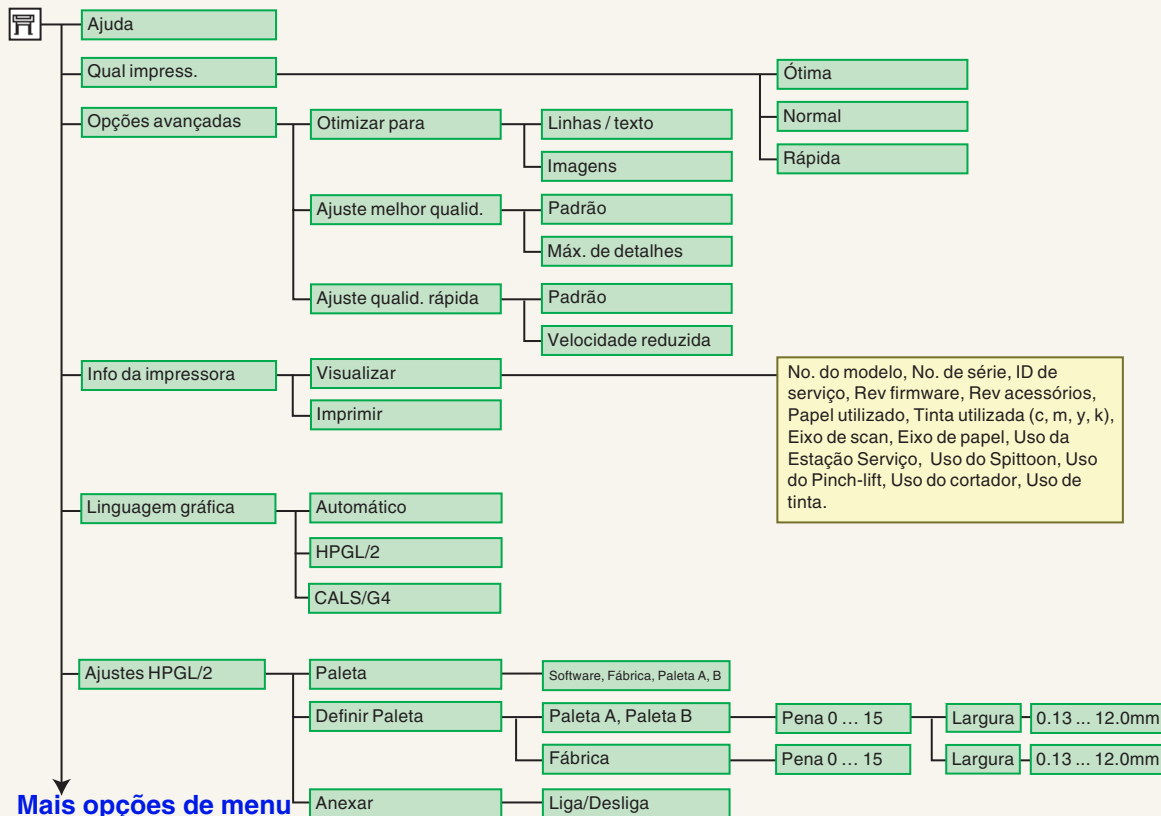 Ajuda
Qual impress.
Ótima
Normal
Rápida
Opções avançadas
Otimizar para
Linhas / texto
Imagens
Ajuste melhor qualid.
Padrão
Máx. de detalhes
Ajuste qualid. rápida
Padrão
Velocidade reduzida
Info da impressora
Visualizar
No. do modelo, No. de série, ID de
serviço, Rev firmware, Rev acessórios,
Papel utilizado, Tinta utilizada (c, m, y, k),
Eixo de scan, Eixo de papel, Uso da
Estação Serviço, Uso do Spittoon, Uso
do Pinch-lift, Uso do cortador, Uso de
tinta.
Imprimir
Linguagem gráfica
Automático
HPGL/2
CALS/G4
Ajustes HPGL/2
Paleta
Software, Fábrica, Paleta A, B
Definir Paleta
Paleta A, Paleta B
Pena 0 … 15
Largura
0.13 ... 12.0mm
Fábrica
Pena 0 … 15
Largura
0.13 ... 12.0mm
Anexar
Liga/Desliga
Mais opções de menu